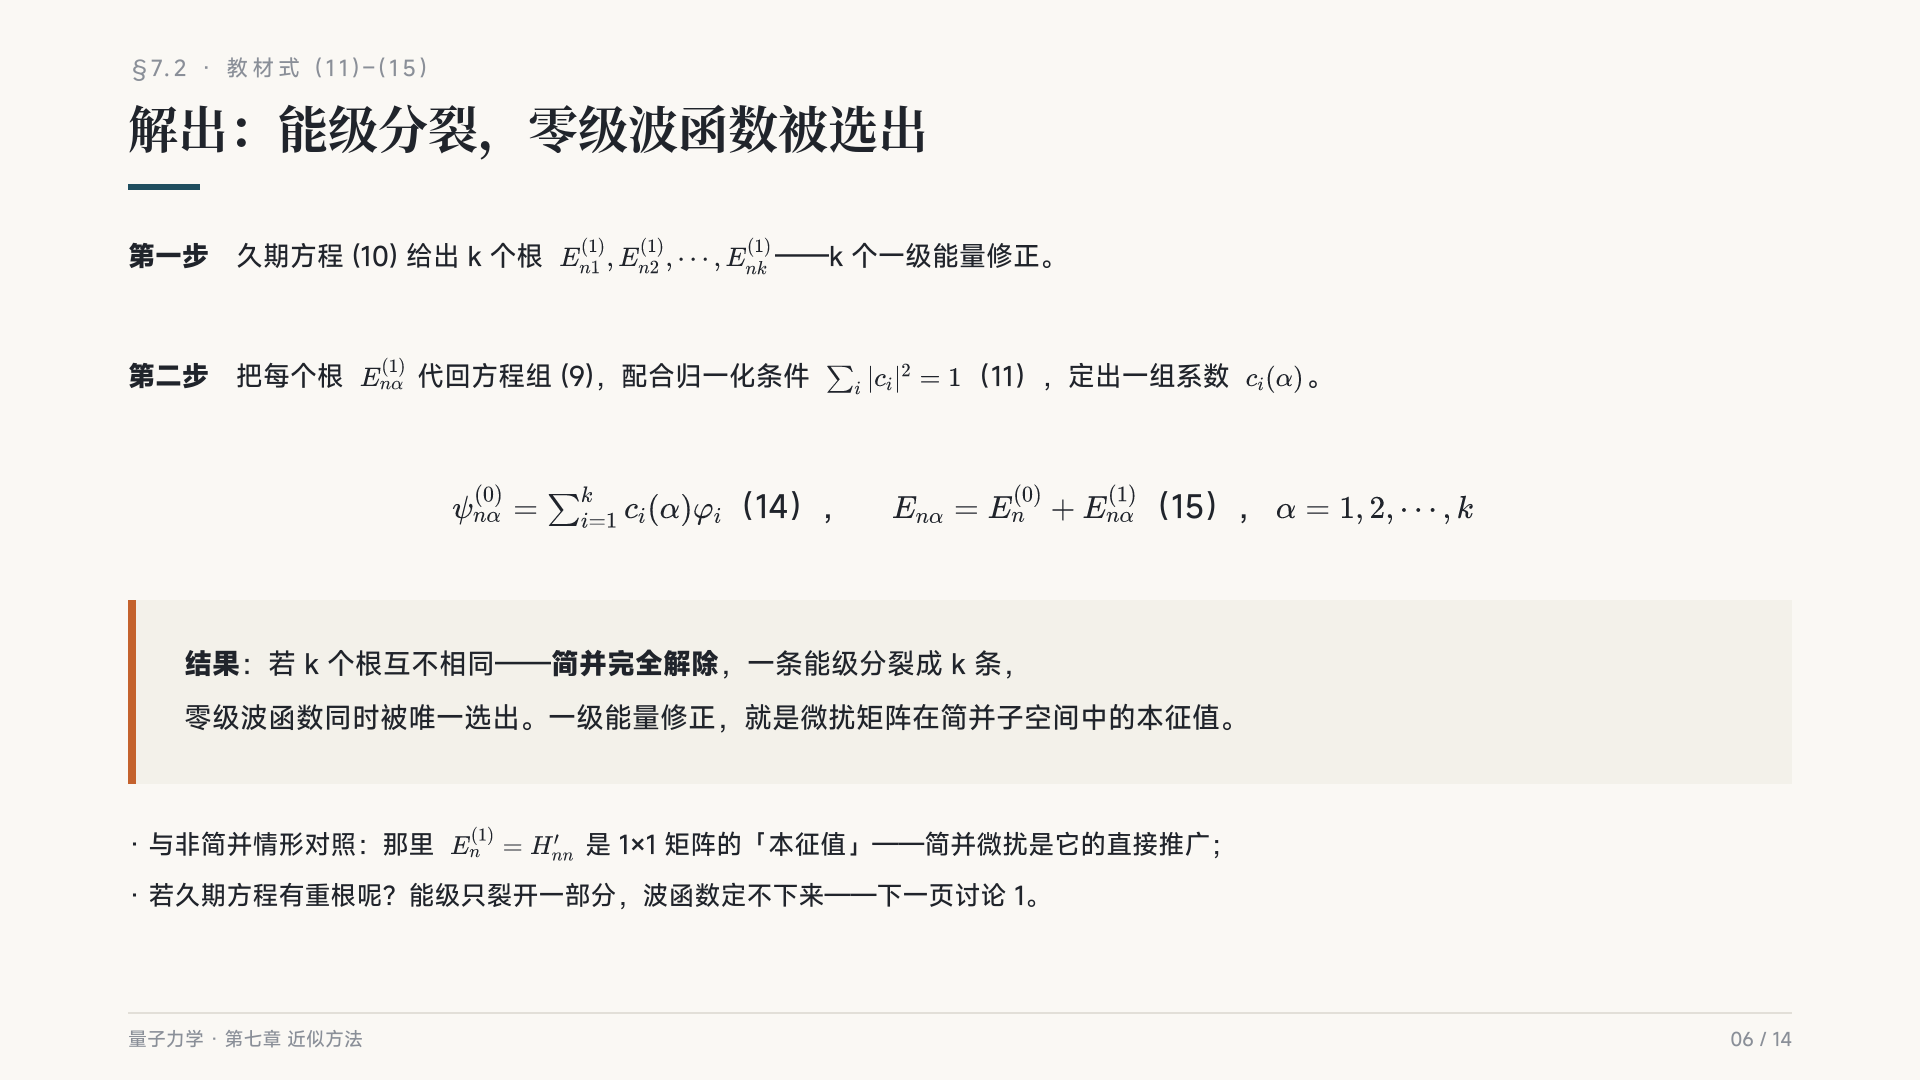 §7.2 · 教材式 (11)–(15)
解出：能级分裂，零级波函数被选出
第一步 久期方程 (10) 给出 k 个根 $E_{n1}^{(1)}, E_{n2}^{(1)}, \cdots, E_{nk}^{(1)}$——k 个一级能量修正。
第二步 把每个根 $E_{n\alpha}^{(1)}$ 代回方程组 (9)，配合归一化条件 $\sum_i |c_i|^2 = 1$（11），定出一组系数 $c_i(\alpha)$。
$\psi_{n\alpha}^{(0)} = \sum_{i=1}^{k} c_i(\alpha)\varphi_i$（14），  $E_{n\alpha} = E_n^{(0)} + E_{n\alpha}^{(1)}$（15）， $\alpha = 1, 2, \cdots, k$
结果：若 k 个根互不相同——简并完全解除，一条能级分裂成 k 条，
零级波函数同时被唯一选出。一级能量修正，就是微扰矩阵在简并子空间中的本征值。
· 与非简并情形对照：那里 $E_n^{(1)} = H'_{nn}$ 是 1×1 矩阵的「本征值」——简并微扰是它的直接推广；
· 若久期方程有重根呢？能级只裂开一部分，波函数定不下来——下一页讨论 1。
量子力学 · 第七章 近似方法
06 / 14